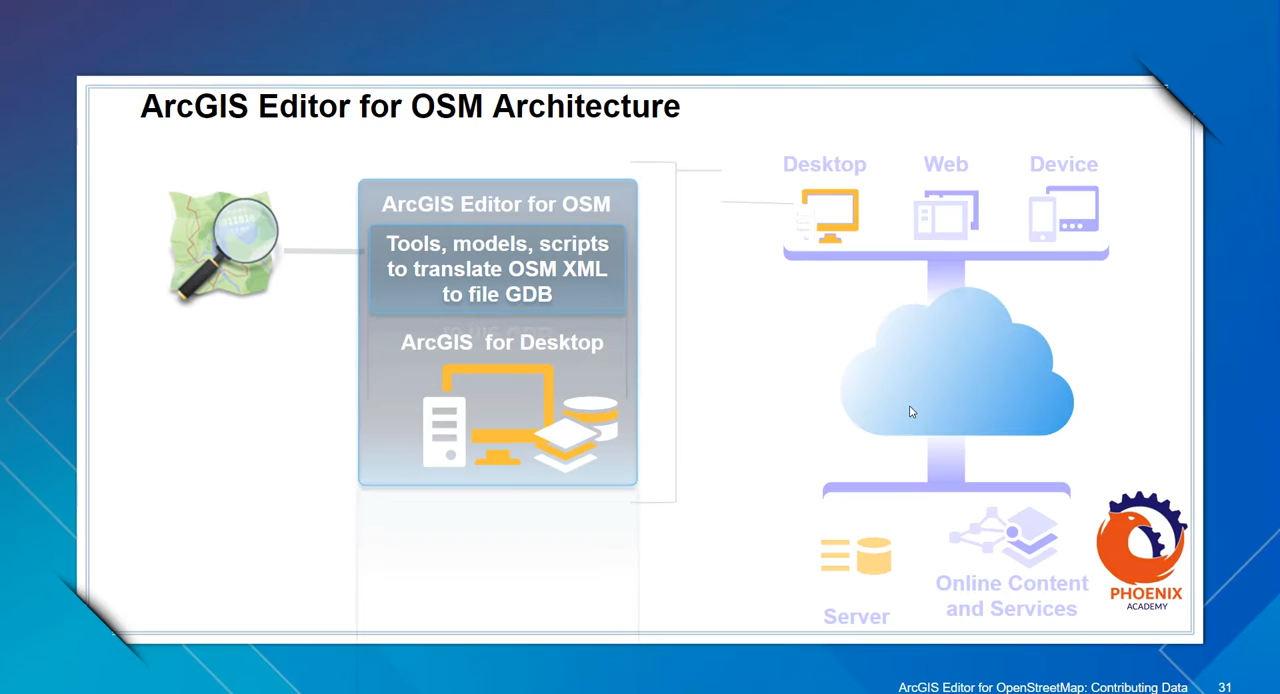 ArcGIS Editor for OSM Architecture
ArcGIS Editor for OSM
Tools, models, scripts
to translate OSM XML
to file GDB
ArcGIS for Desktop
Desktop
Web
Device
Server
Online Content
and Services
PHOENIX
ACADEMY
ArcGIS Editor for OpenStreetMap: Contributing Data
31